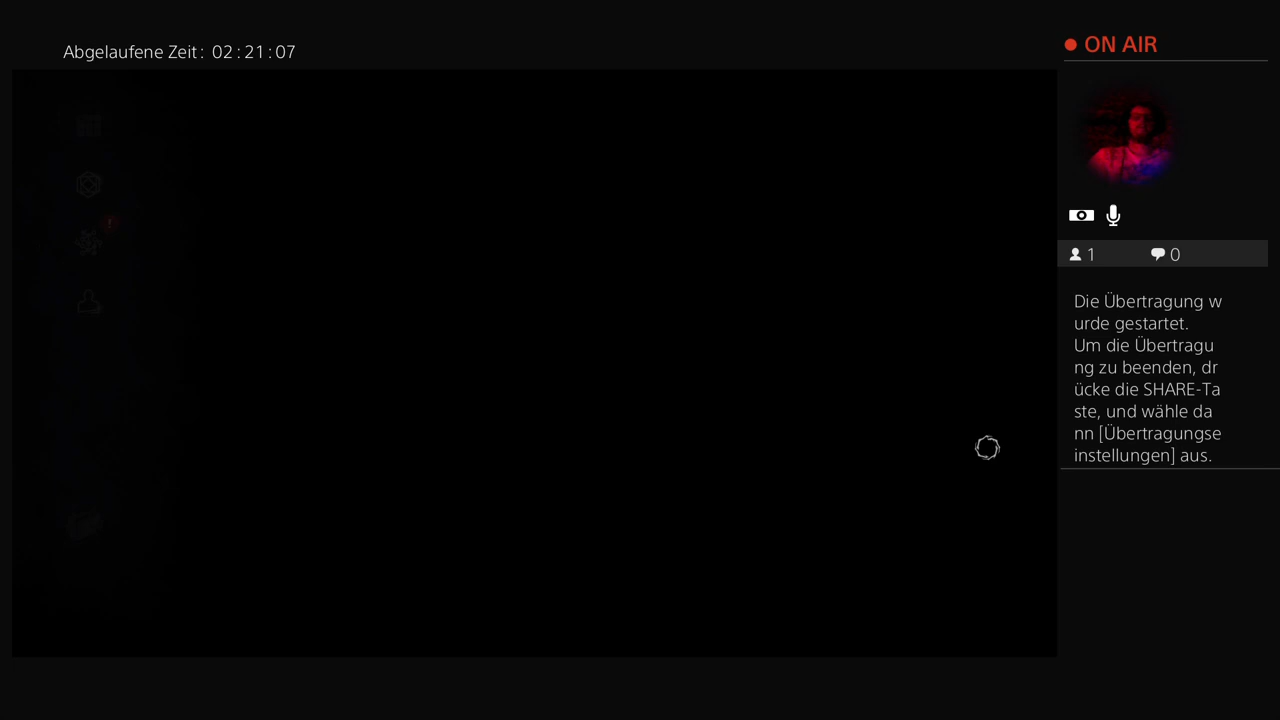 Abgelaufene Zeit: 02:21:07
ON AIR
1 0
Die Übertragung w
urde gestartet.
Um die Übertragu
ng zu beenden, dr
ücke die SHARE-Ta
ste, und wähle da
nn [Übertragungse
instellungen] aus.